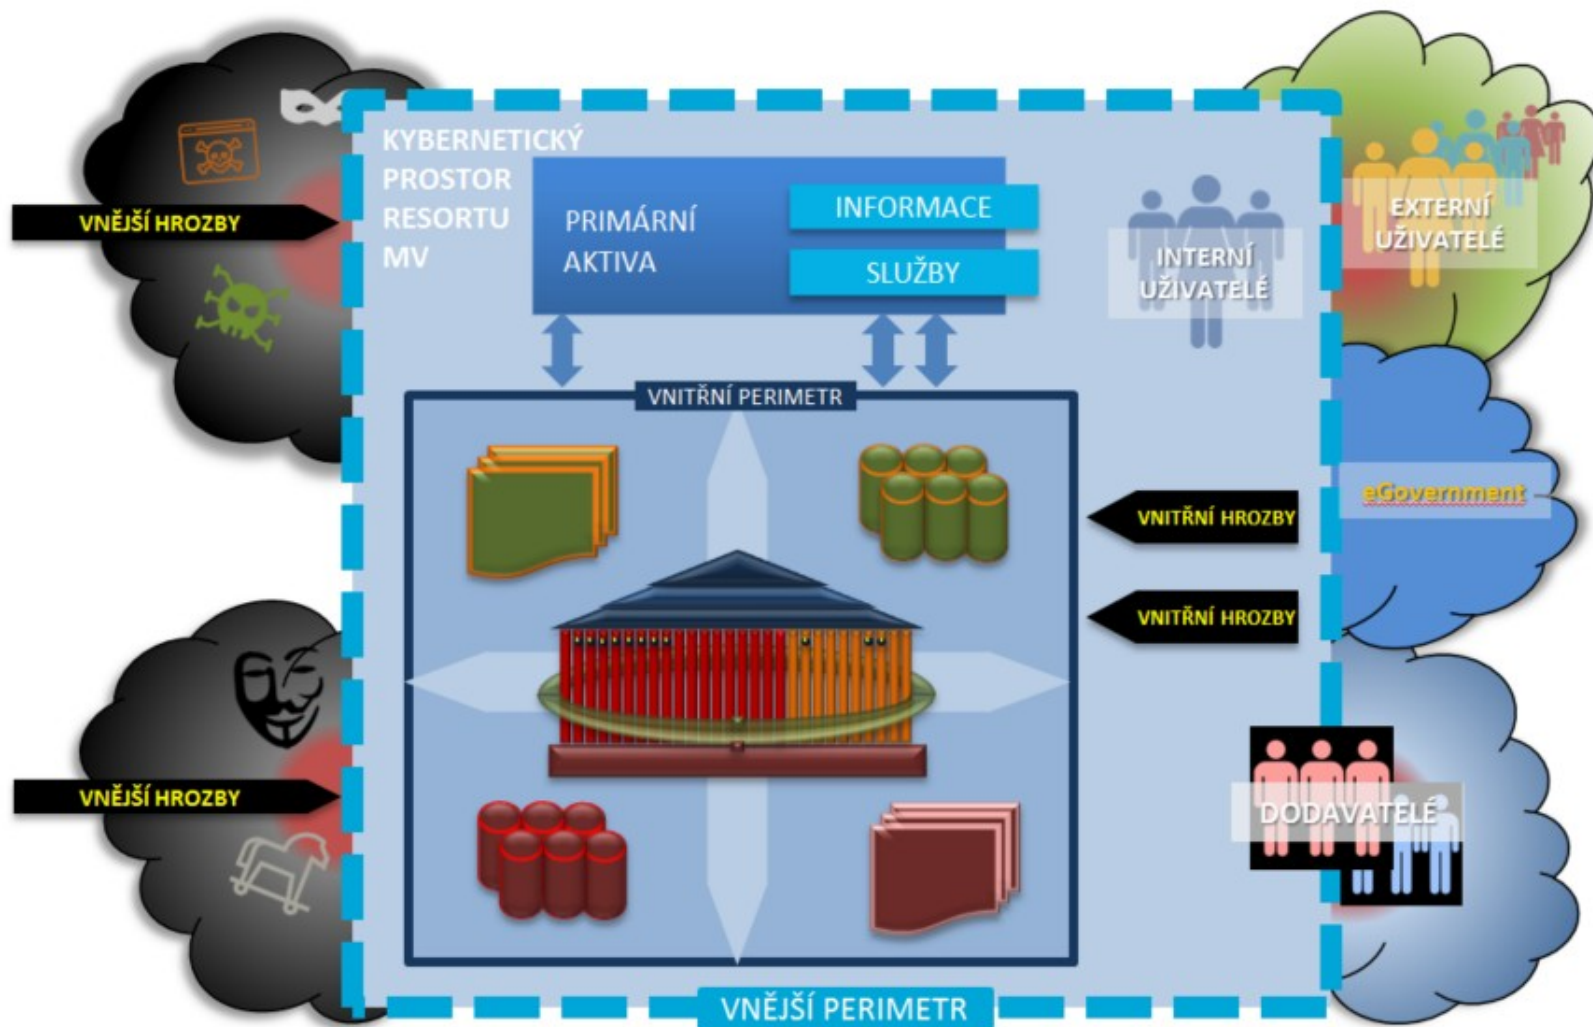 KYBERNETICKÝ
PROSTOR
RESORTU
MV
PRIMÁRNÍ
AKTIVA
INFORMACE
SLUŽBY
INTERNÍ
UŽIVATELÉ
EXTERNÍ
UŽIVATELÉ
VNĚJŠÍ HROZBY
VNITŘNÍ PERIMETR
eGovernment
VNITŘNÍ HROZBY
VNITŘNÍ HROZBY
VNĚJŠÍ HROZBY
DODAVATELÉ
VNĚJŠÍ PERIMETR